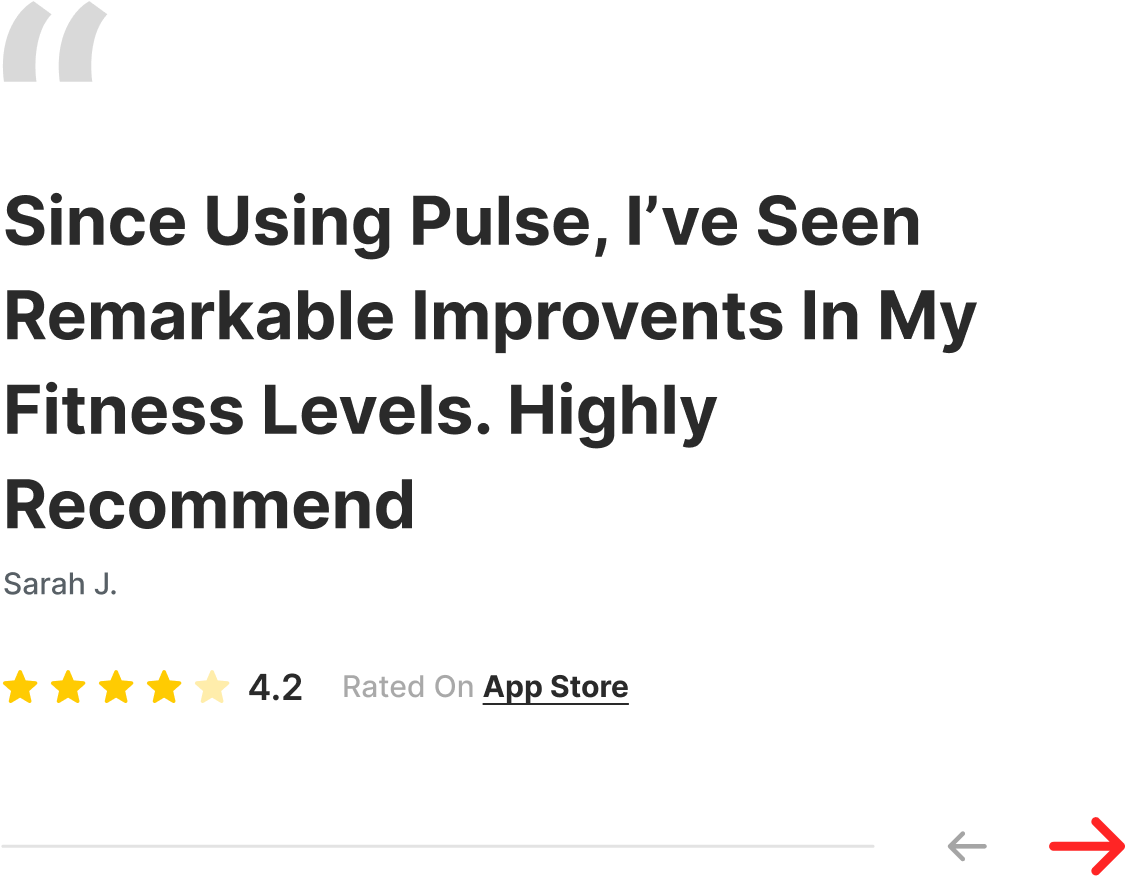 “
Since Using Pulse, I’ve Seen
Remarkable Improvents In My
Fitness Levels. Highly
Recommend
Sarah J.
4.2 Rated On App Store